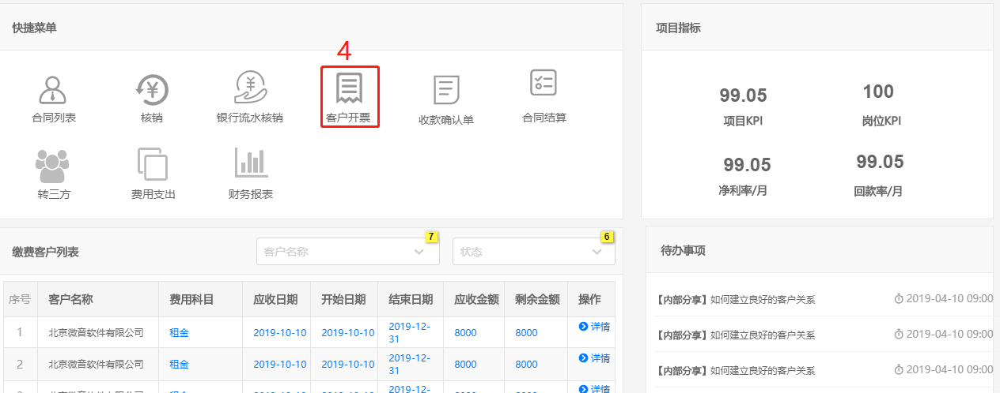 快捷菜单
4
合同列表 核销 银行流水核销 客户开票 收款确认单 合同结算
转三方 费用支出 财务报表
项目指标
99.05 100
项目KPI 岗位KPI
99.05 99.05
净利率/月 回款率/月
缴费客户列表 客户名称 7 状态 6
序号 客户名称 费用科目 应收日期 开始日期 结束日期 应收金额 剩余金额 操作
1 北京微音软件有限公司 租金 2019-10-10 2019-10-10 2019-12-31 8000 8000 详情
2 北京微音软件有限公司 租金 2019-10-10 2019-10-10 2019-12-31 8000 8000 详情
2019-12- 详情
待办事项
【内部分享】如何建立良好的客户关系 2019-04-10 09:00
【内部分享】如何建立良好的客户关系 2019-04-10 09:00
【内部分享】如何建立良好的客户关系 2019-04-10 09:00